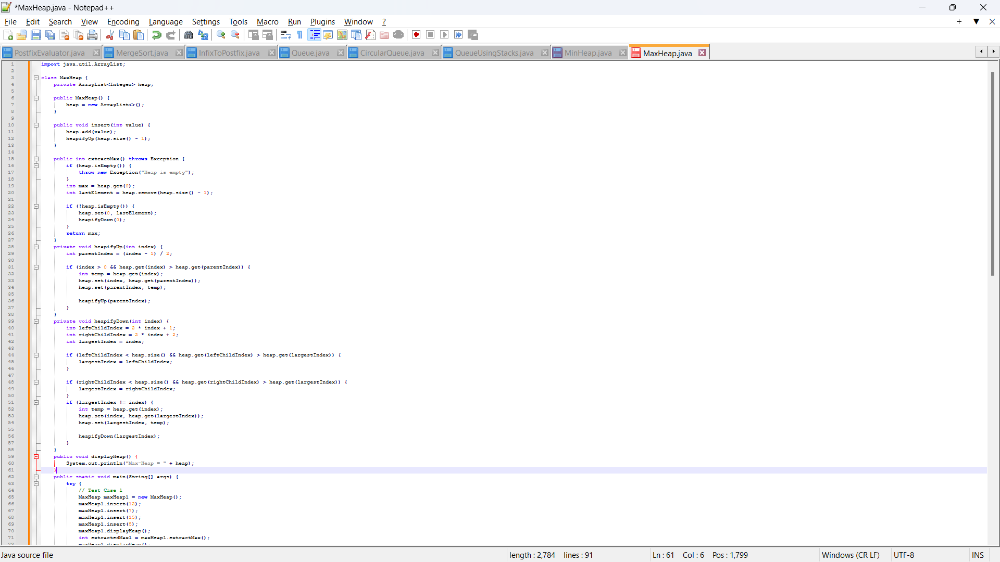 *MaxHeap.java - Notepad++
File Edit Search View Encoding Language Settings Tools Macro Run Plugins Window ?
PostfixEvaluator.java MergeSort.java InfixToPostfix.java Queue.java CircularQueue.java QueueUsingStacks.java MinHeap.java MaxHeap.java
1 import java.util.ArrayList;
2
3 class MaxHeap {
4 private ArrayList<Integer> heap;
5
6 public MaxHeap() {
7 heap = new ArrayList<>();
8 }
9
10 public void insert(int value) {
11 heap.add(value);
12 heapifyUp(heap.size() - 1);
13 }
14
15 public int extractMax() throws Exception {
16 if (heap.isEmpty()) {
17 throw new Exception("Heap is empty");
18 }
19 int max = heap.get(0);
20 int lastElement = heap.remove(heap.size() - 1);
21
22 if (!heap.isEmpty()) {
23 heap.set(0, lastElement);
24 heapifyDown(0);
25 }
26 return max;
27 }
28 private void heapifyUp(int index) {
29 int parentIndex = (index - 1) / 2;
30
31 if (index > 0 && heap.get(index) > heap.get(parentIndex)) {
32 int temp = heap.get(index);
33 heap.set(index, heap.get(parentIndex));
34 heap.set(parentIndex, temp);
35
36 heapifyUp(parentIndex);
37 }
38 }
39 private void heapifyDown(int index) {
40 int leftChildIndex = 2 * index + 1;
41 int rightChildIndex = 2 * index + 2;
42 int largestIndex = index;
43
44 if (leftChildIndex < heap.size() && heap.get(leftChildIndex) > heap.get(largestIndex)) {
45 largestIndex = leftChildIndex;
46 }
47
48 if (rightChildIndex < heap.size() && heap.get(rightChildIndex) > heap.get(largestIndex)) {
49 largestIndex = rightChildIndex;
50 }
51 if (largestIndex != index) {
52 int temp = heap.get(index);
53 heap.set(index, heap.get(largestIndex));
54 heap.set(largestIndex, temp);
55
56 heapifyDown(largestIndex);
57 }
58 }
59 public void displayHeap() {
60 System.out.println("Max-Heap = " + heap);
61 }
62 public static void main(String[] args) {
63 try {
64 // Test Case 1
65 MaxHeap maxHeap1 = new MaxHeap();
66 maxHeap1.insert(12);
67 maxHeap1.insert(7);
68 maxHeap1.insert(15);
69 maxHeap1.insert(5);
70 maxHeap1.displayHeap();
71 int extractedMax1 = maxHeap1.extractMax();
72 maxHeap1.displayHeap();
Java source file length : 2,784 lines : 91 Ln : 61 Col : 6 Pos : 1,799 Windows (CR LF) UTF-8 INS